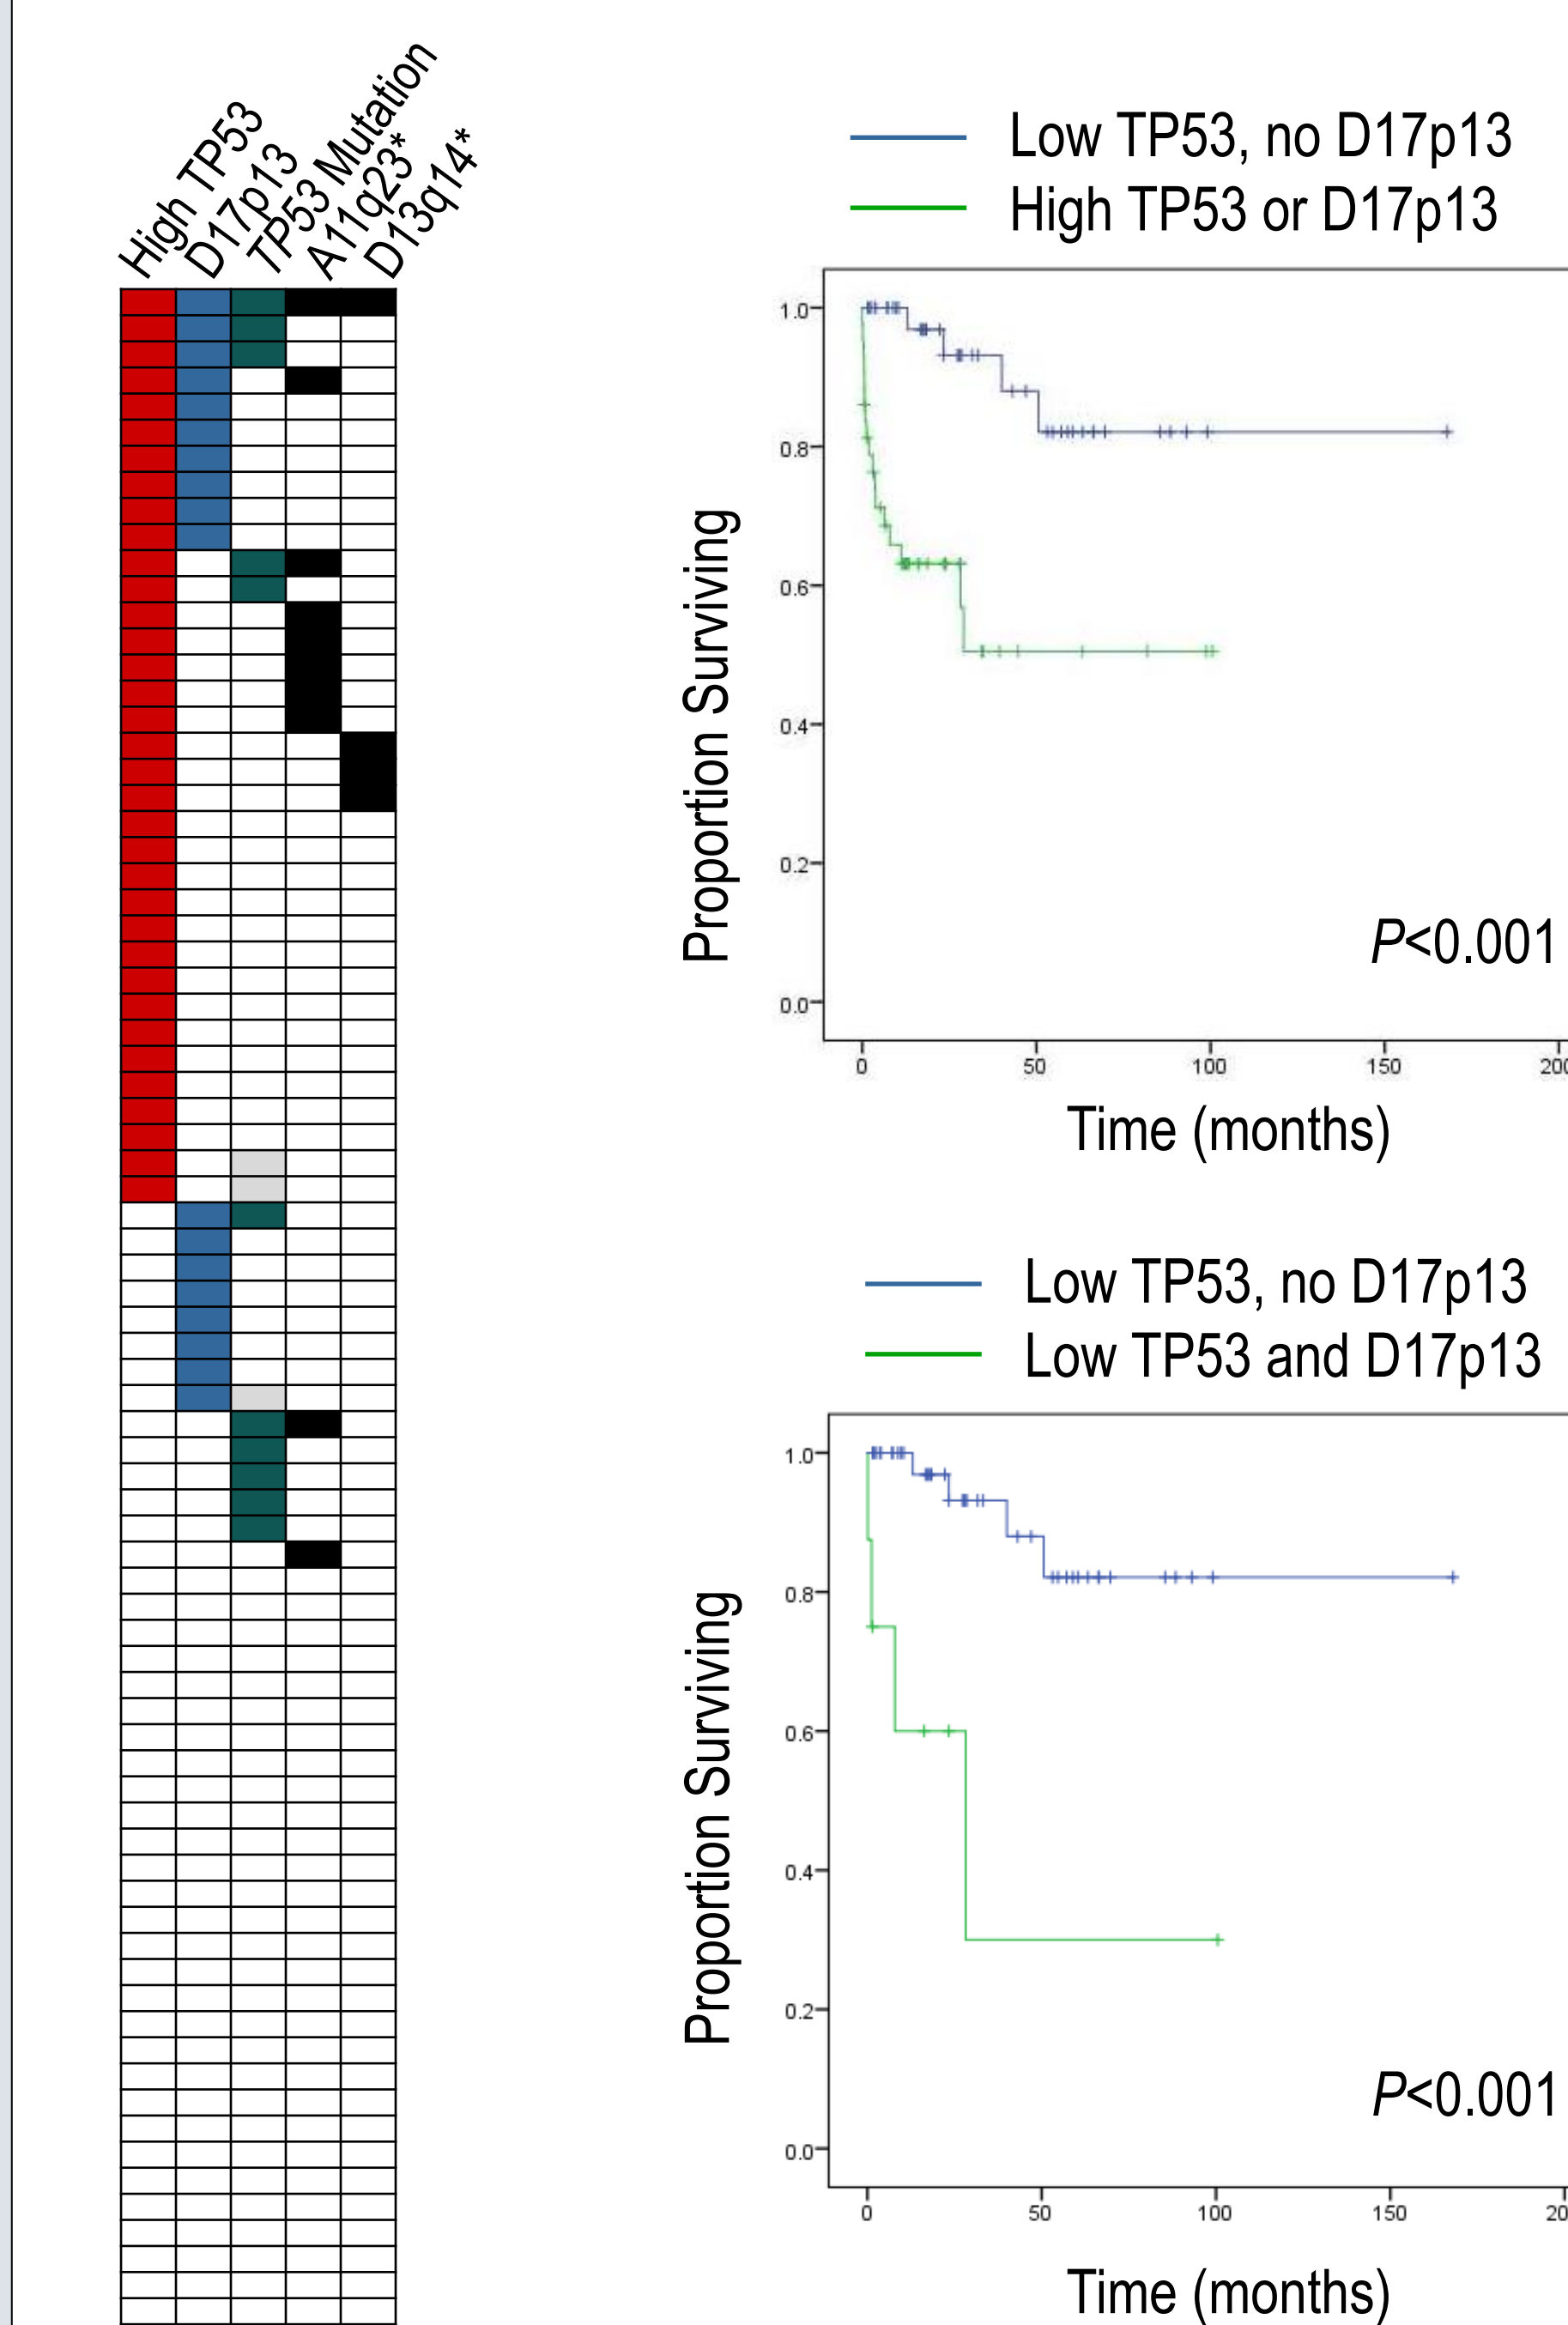 High TP53
D17p13
TP53 Mutation
A11q23*
D13q14*
Low TP53, no D17p13
High TP53 or D17p13
Proportion Surviving
1.0
0.8
0.6
0.4
0.2
0.0
P<0.001
0 50 100 150 200
Time (months)
Low TP53, no D17p13
Low TP53 and D17p13
Proportion Surviving
1.0
0.8
0.6
0.4
0.2
0.0
P<0.001
0 50 100 150 20
Time (months)